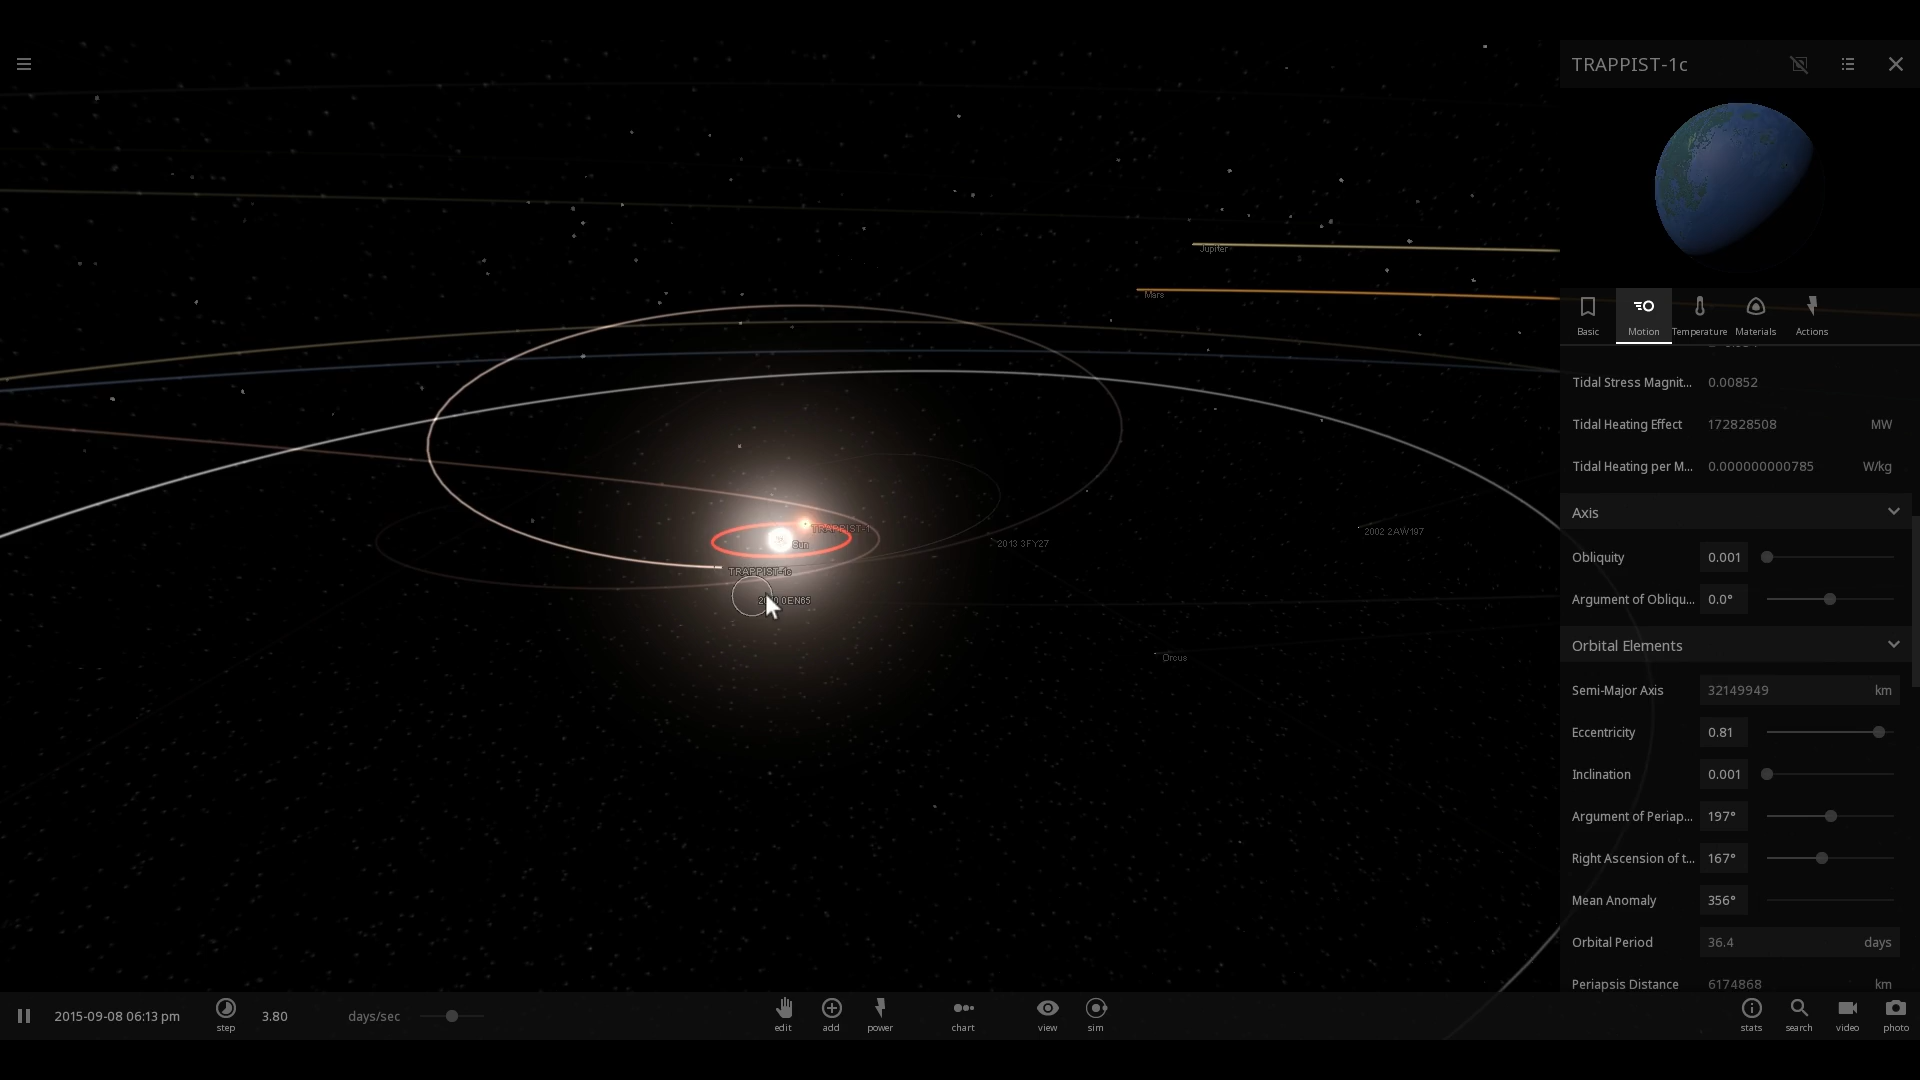 TRAPPIST-1c
Jupiter
Mars
Basic
Motion
Temperature
Materials
Actions
Tidal Stress Magnit... 0.00852
Tidal Heating Effect 172828508 MW
Tidal Heating per M... 0.000000000785 W/kg
Axis
TRAPPIST-1
Sun
2002 2AW197
2013 3FY27
Obliquity 0.001
TRAPPIST-1c
0EN65
Argument of Obliqu... 0.0°
Orbital Elements
Orcus
Semi-Major Axis 32149949 km
Eccentricity 0.81
Inclination 0.001
Argument of Periap... 197°
Right Ascension of t... 167°
Mean Anomaly 356°
Orbital Period 36.4 days
Periapsis Distance 6174868 km
2015-09-08 06:13 pm
step
3.80 days/sec
edit
add
power
chart
view
sim
stats
search
video
photo